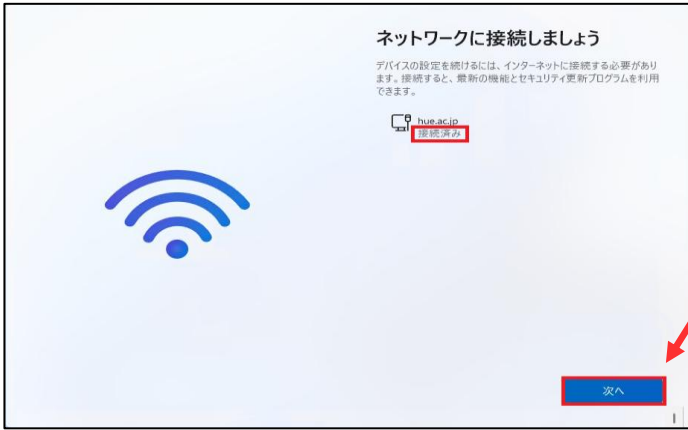 ネットワークに接続しましょう
デバイスの設定を続けるには、インターネットに接続する必要があり
ます。接続すると、最新の機能とセキュリティ更新プログラムを利用
できます。
hue.ac.jp
接続済み
次へ